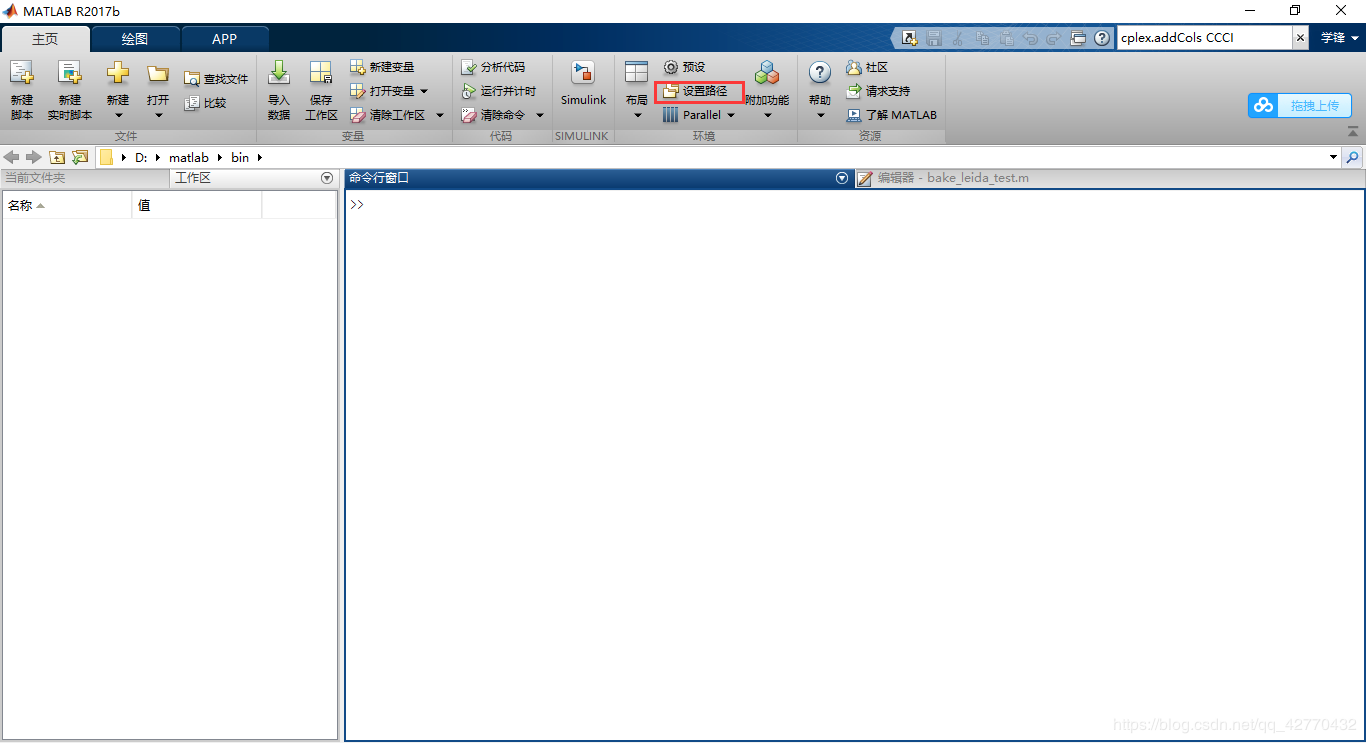 MATLAB R2017b
主页 绘图 APP
cplex.addCols CCCI
学锋
新建
脚本
新建
实时脚本
新建
打开
查找文件
比较
文件
导入
数据
保存
工作区
新建变量
打开变量
清除工作区
变量
分析代码
运行并计时
清除命令
代码
Simulink
SIMULINK
布局
预设
设置路径
Parallel
附加功能
环境
帮助
社区
请求支持
了解 MATLAB
资源
拖拽上传
D: matlab bin
当前文件夹 工作区
名称 值
命令行窗口
编辑器 - bake_leida_test.m
>>
https://blog.csdn.net/qq_42770432